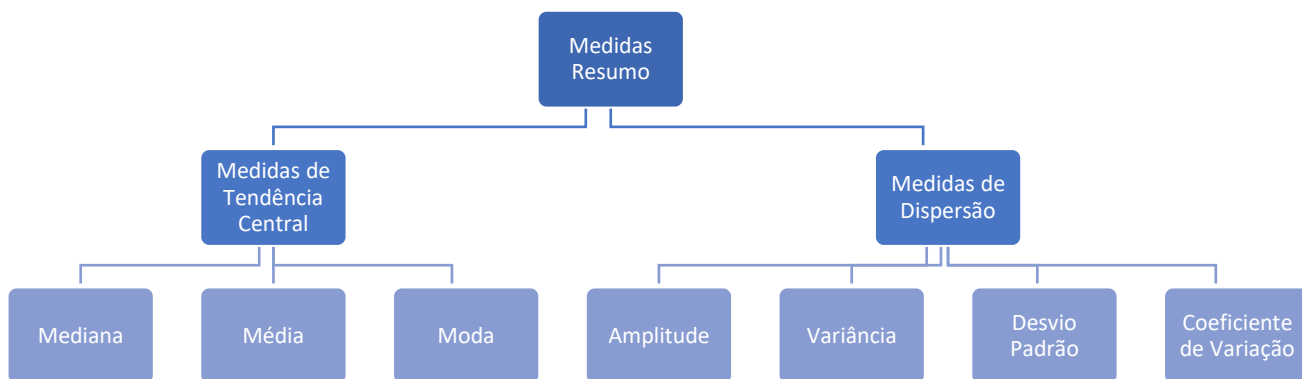 Medidas
Resumo
Medidas de
Tendência
Central
Medidas de
Dispersão
Mediana
Média
Moda
Amplitude
Variância
Desvio
Padrão
Coeficiente
de Variação